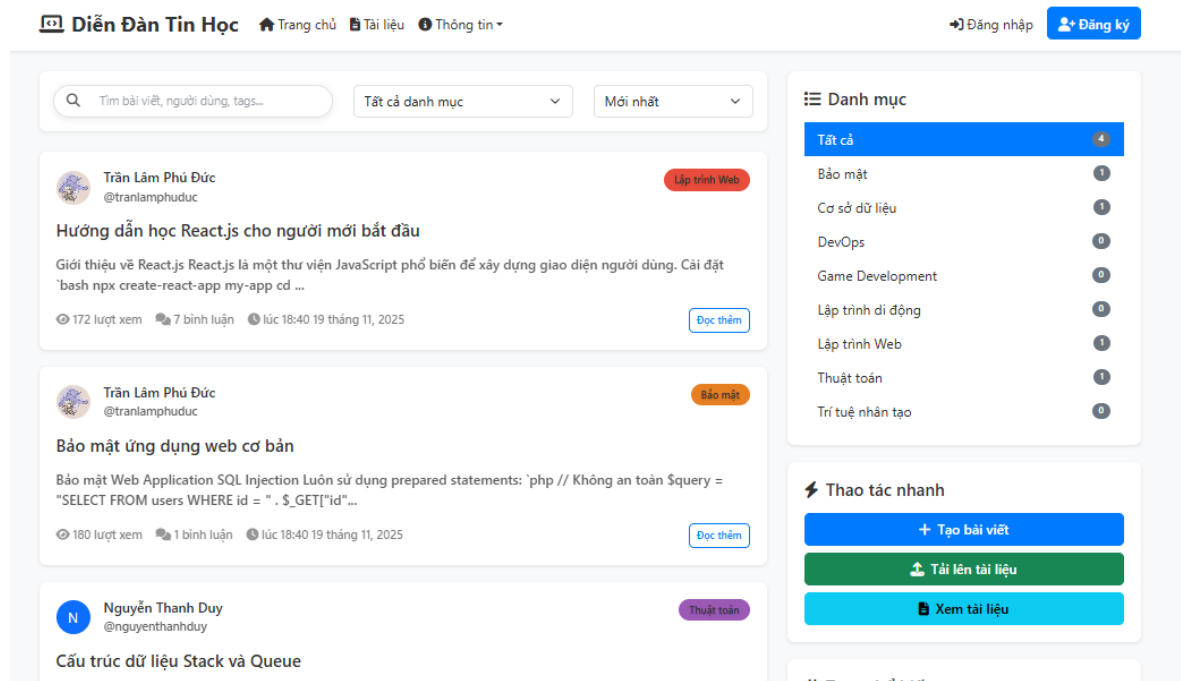 Diễn Đàn Tin Học Trang chủ Tài liệu Thông tin Đăng nhập Đăng ký
Tìm bài viết, người dùng, tags...
Tất cả danh mục
Mới nhất
Trần Lâm Phú Đức
@tranlamphuduc
Lập trình Web
Hướng dẫn học React.js cho người mới bắt đầu
Giới thiệu về React.js React.js là một thư viện JavaScript phổ biến để xây dựng giao diện người dùng. Cài đặt
`bash npx create-react-app my-app cd ...
172 lượt xem 7 bình luận lúc 18:40 19 tháng 11, 2025
Đọc thêm
Trần Lâm Phú Đức
@tranlamphuduc
Bảo mật
Bảo mật ứng dụng web cơ bản
Bảo mật Web Application SQL Injection Luôn sử dụng prepared statements: `php // Không an toàn $query =
"SELECT FROM users WHERE id = " . $_GET["id"...
180 lượt xem 1 bình luận lúc 18:40 19 tháng 11, 2025
Đọc thêm
N
Nguyễn Thanh Duy
@nguyenthanhduy
Thuật toán
Cấu trúc dữ liệu Stack và Queue
Danh mục
Tất cả 4
Bảo mật 1
Cơ sở dữ liệu 1
DevOps 0
Game Development 0
Lập trình di động 0
Lập trình Web 1
Thuật toán 1
Trí tuệ nhân tạo 0
Thao tác nhanh
Tạo bài viết
Tải lên tài liệu
Xem tài liệu